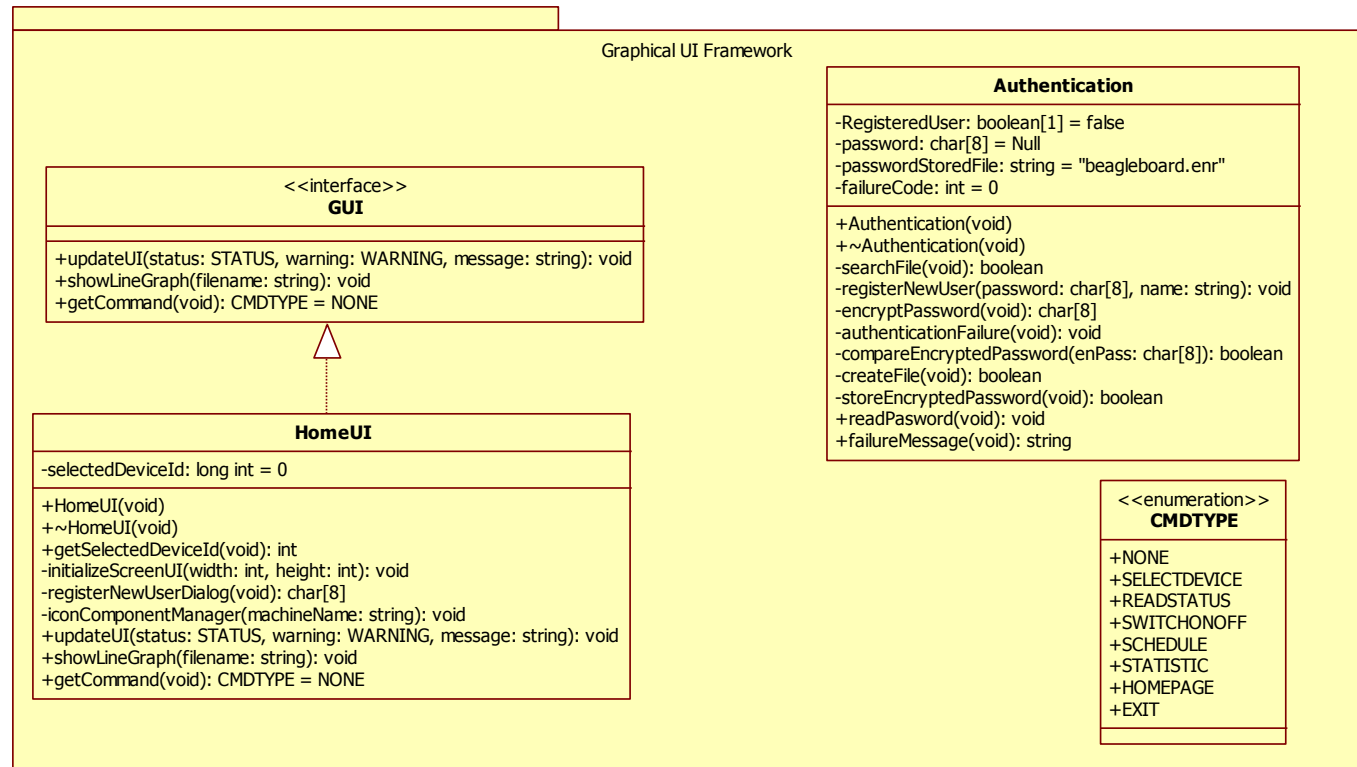 Graphical UI Framework
<<interface>>
GUI
+updateUI(status: STATUS, warning: WARNING, message: string): void
+showLineGraph(filename: string): void
+getCommand(void): CMDTYPE = NONE
HomeUI
-selectedDeviceId: long int = 0
+HomeUI(void)
+~HomeUI(void)
+getSelectedDeviceId(void): int
-initializeScreenUI(width: int, height: int): void
-registerNewUserDialog(void): char[8]
-iconComponentManager(machineName: string): void
+updateUI(status: STATUS, warning: WARNING, message: string): void
+showLineGraph(filename: string): void
+getCommand(void): CMDTYPE = NONE
Authentication
-RegisteredUser: boolean[1] = false
-password: char[8] = Null
-passwordStoredFile: string = "beagleboard.enr"
-failureCode: int = 0
+Authentication(void)
+~Authentication(void)
-searchFile(void): boolean
-registerNewUser(password: char[8], name: string): void
-encryptPassword(void): char[8]
-authenticationFailure(void): void
-compareEncryptedPassword(enPass: char[8]): boolean
-createFile(void): boolean
-storeEncryptedPassword(void): boolean
+readPasword(void): void
+failureMessage(void): string
<<enumeration>>
CMDTYPE
+NONE
+SELECTDEVICE
+READSTATUS
+SWITCHONOFF
+SCHEDULE
+STATISTIC
+HOMEPAGE
+EXIT